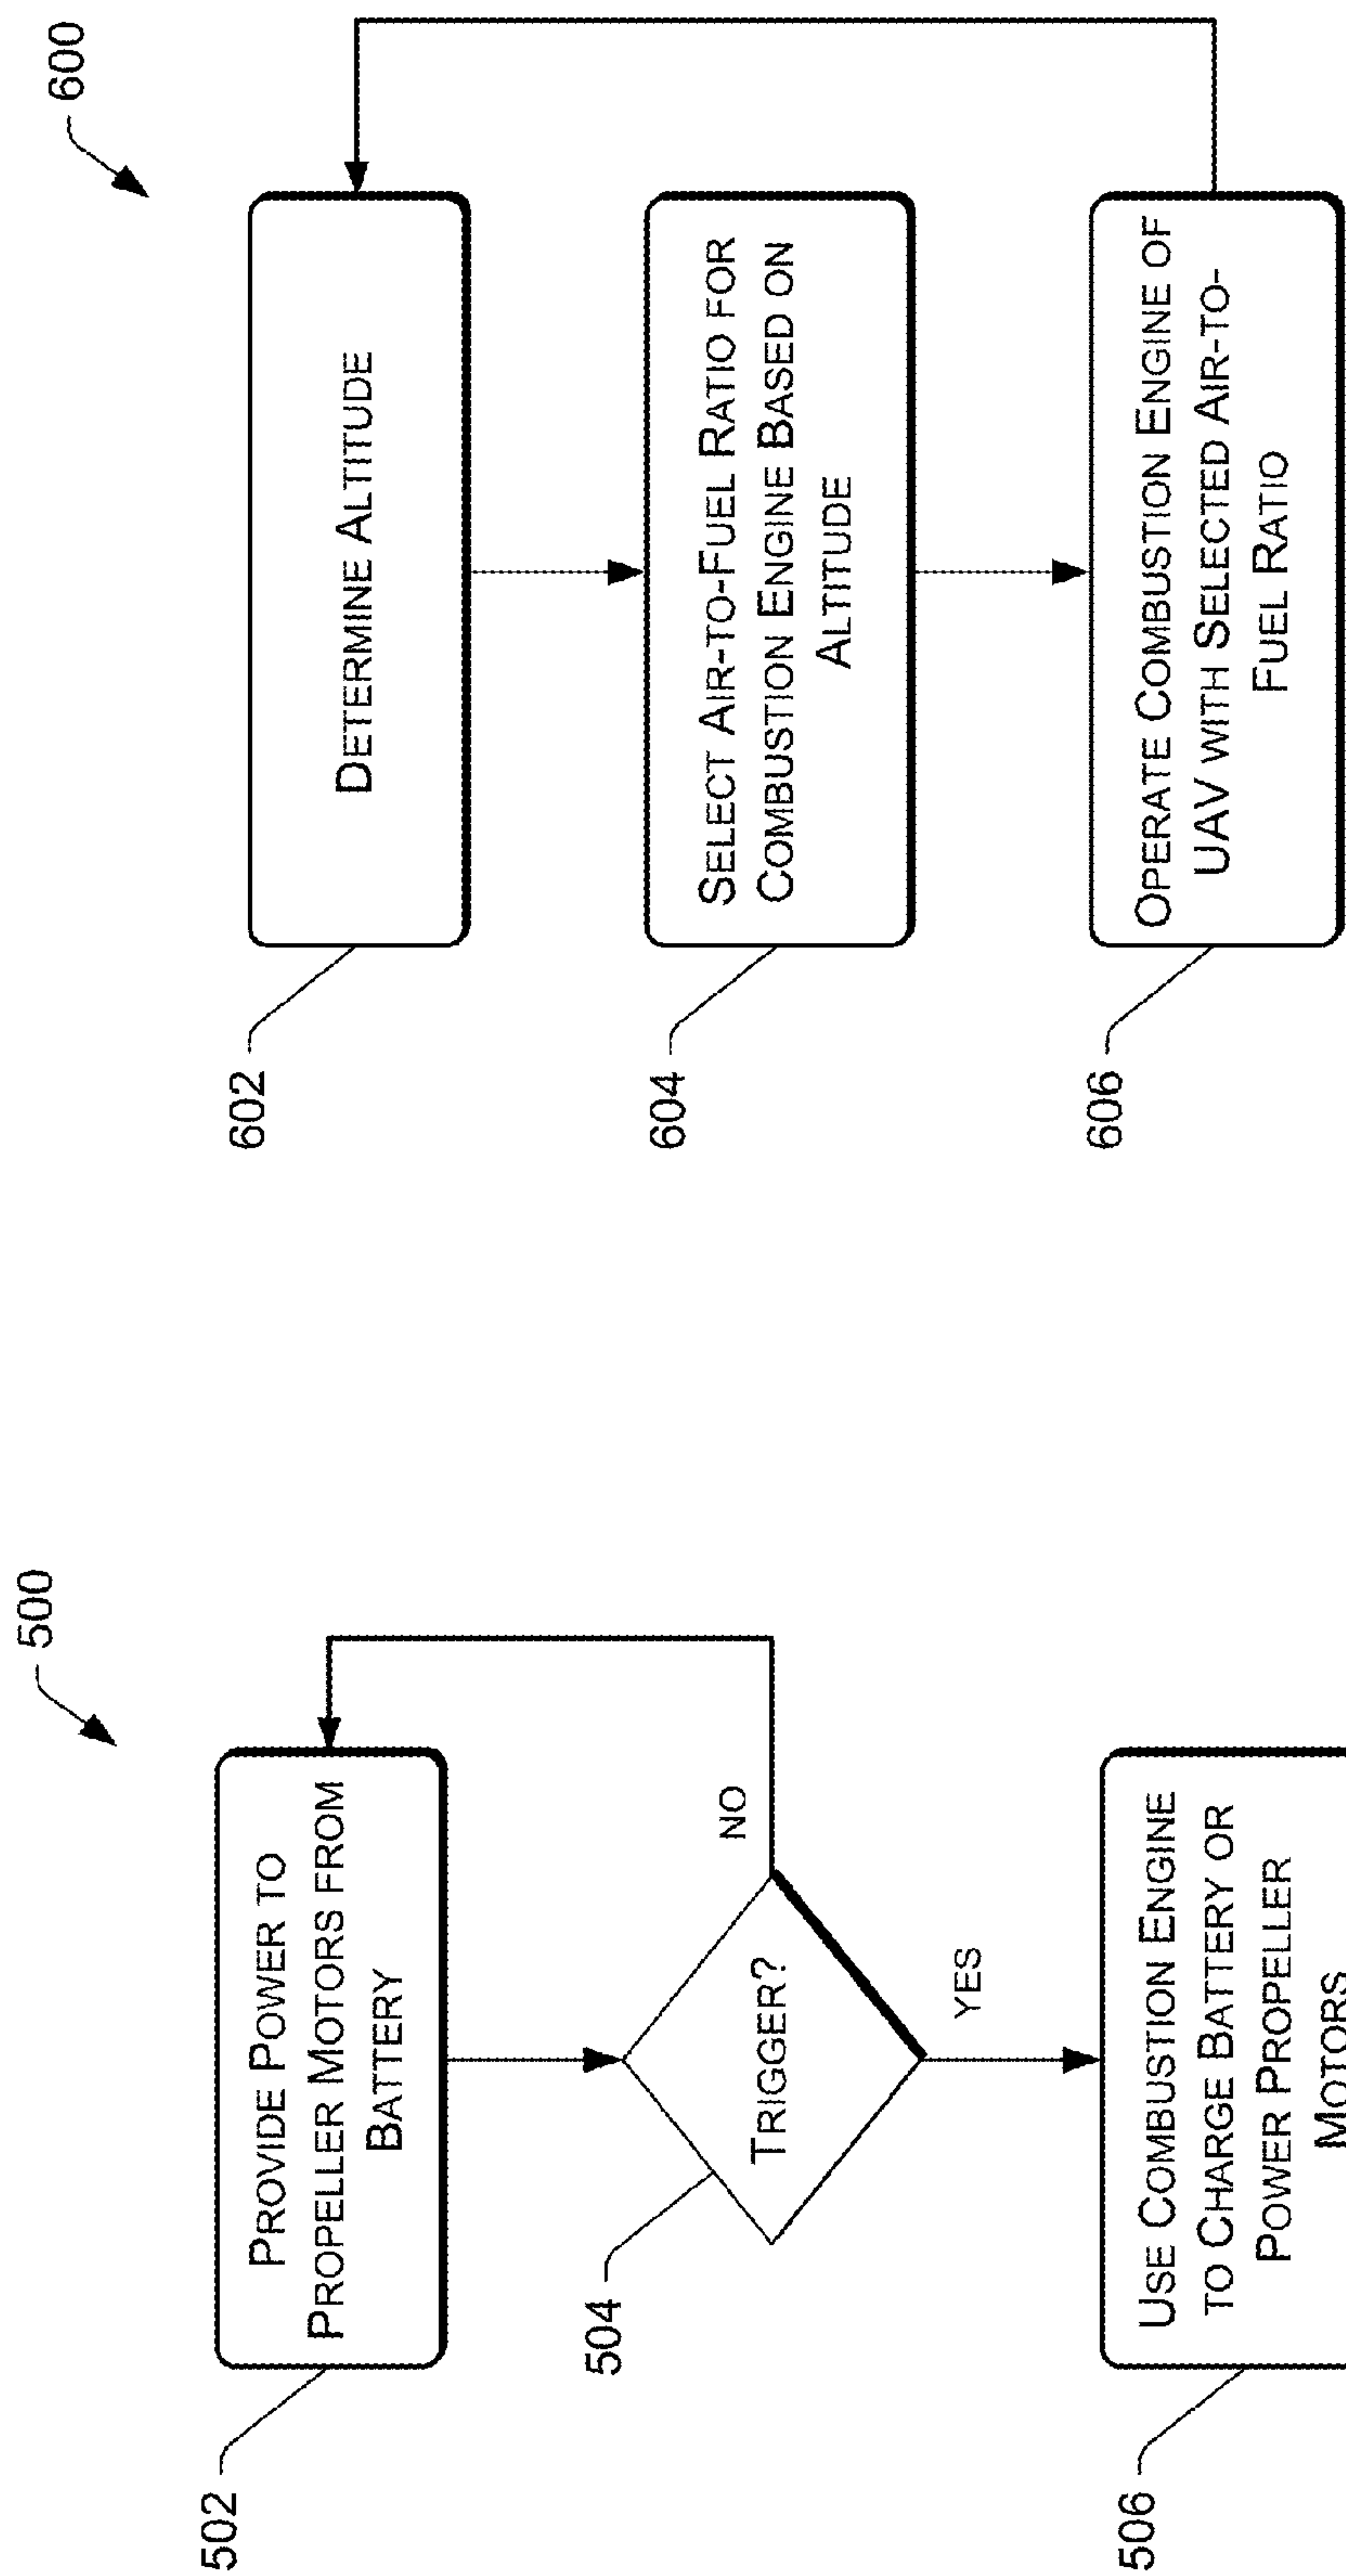 500
502
PROVIDE POWER TO
PROPELLER MOTORS FROM
BATTERY
504
TRIGGER?
NO
YES
506
USE COMBUSTION ENGINE
TO CHARGE BATTERY OR
POWER PROPELLER
MOTORS
600
602
DETERMINE ALTITUDE
604
SELECT AIR-TO-FUEL RATIO FOR
COMBUSTION ENGINE BASED ON
ALTITUDE
606
OPERATE COMBUSTION ENGINE OF
UAV WITH SELECTED AIR-TO-
FUEL RATIO